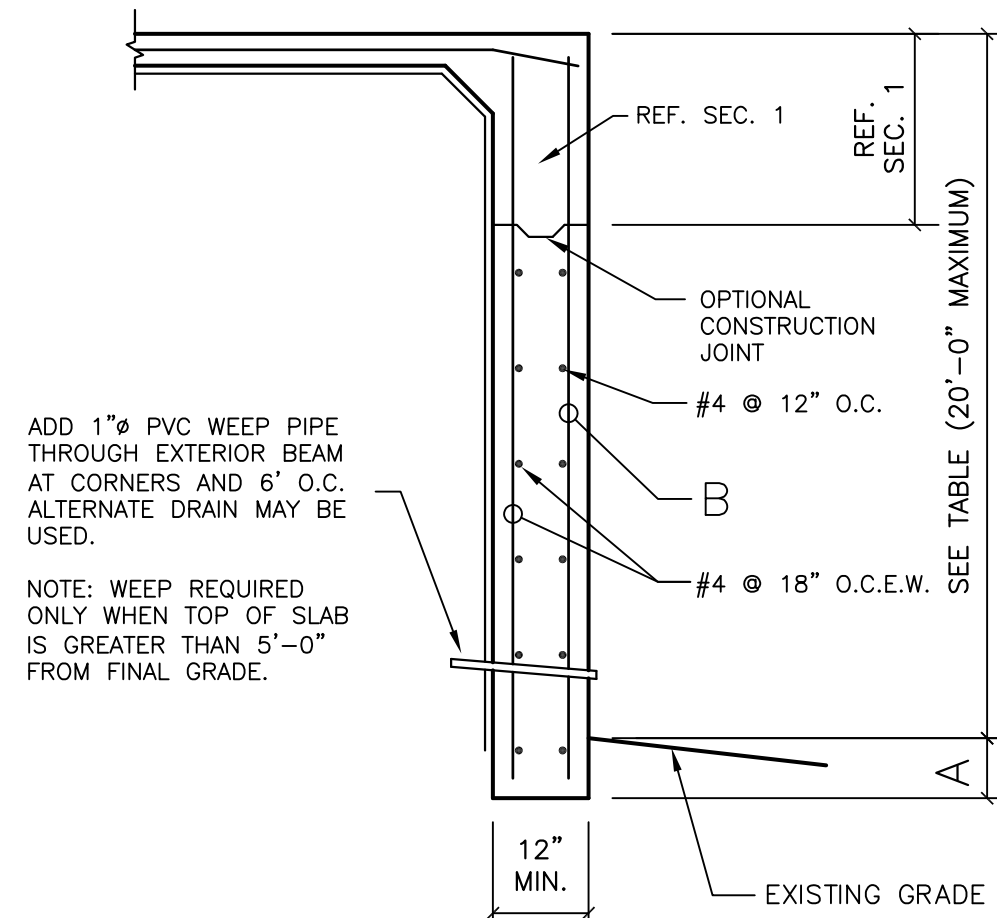 REF. SEC. 1
REF.
SEC. 1
SEE TABLE (20'-0" MAXIMUM)
OPTIONAL
CONSTRUCTION
JOINT
#4 @ 12" O.C.
B
#4 @ 18" O.C.E.W.
ADD 1"ø PVC WEEP PIPE
THROUGH EXTERIOR BEAM
AT CORNERS AND 6' O.C.
ALTERNATE DRAIN MAY BE
USED.
NOTE: WEEP REQUIRED
ONLY WHEN TOP OF SLAB
IS GREATER THAN 5'-0"
FROM FINAL GRADE.
A
12"
MIN.
EXISTING GRADE